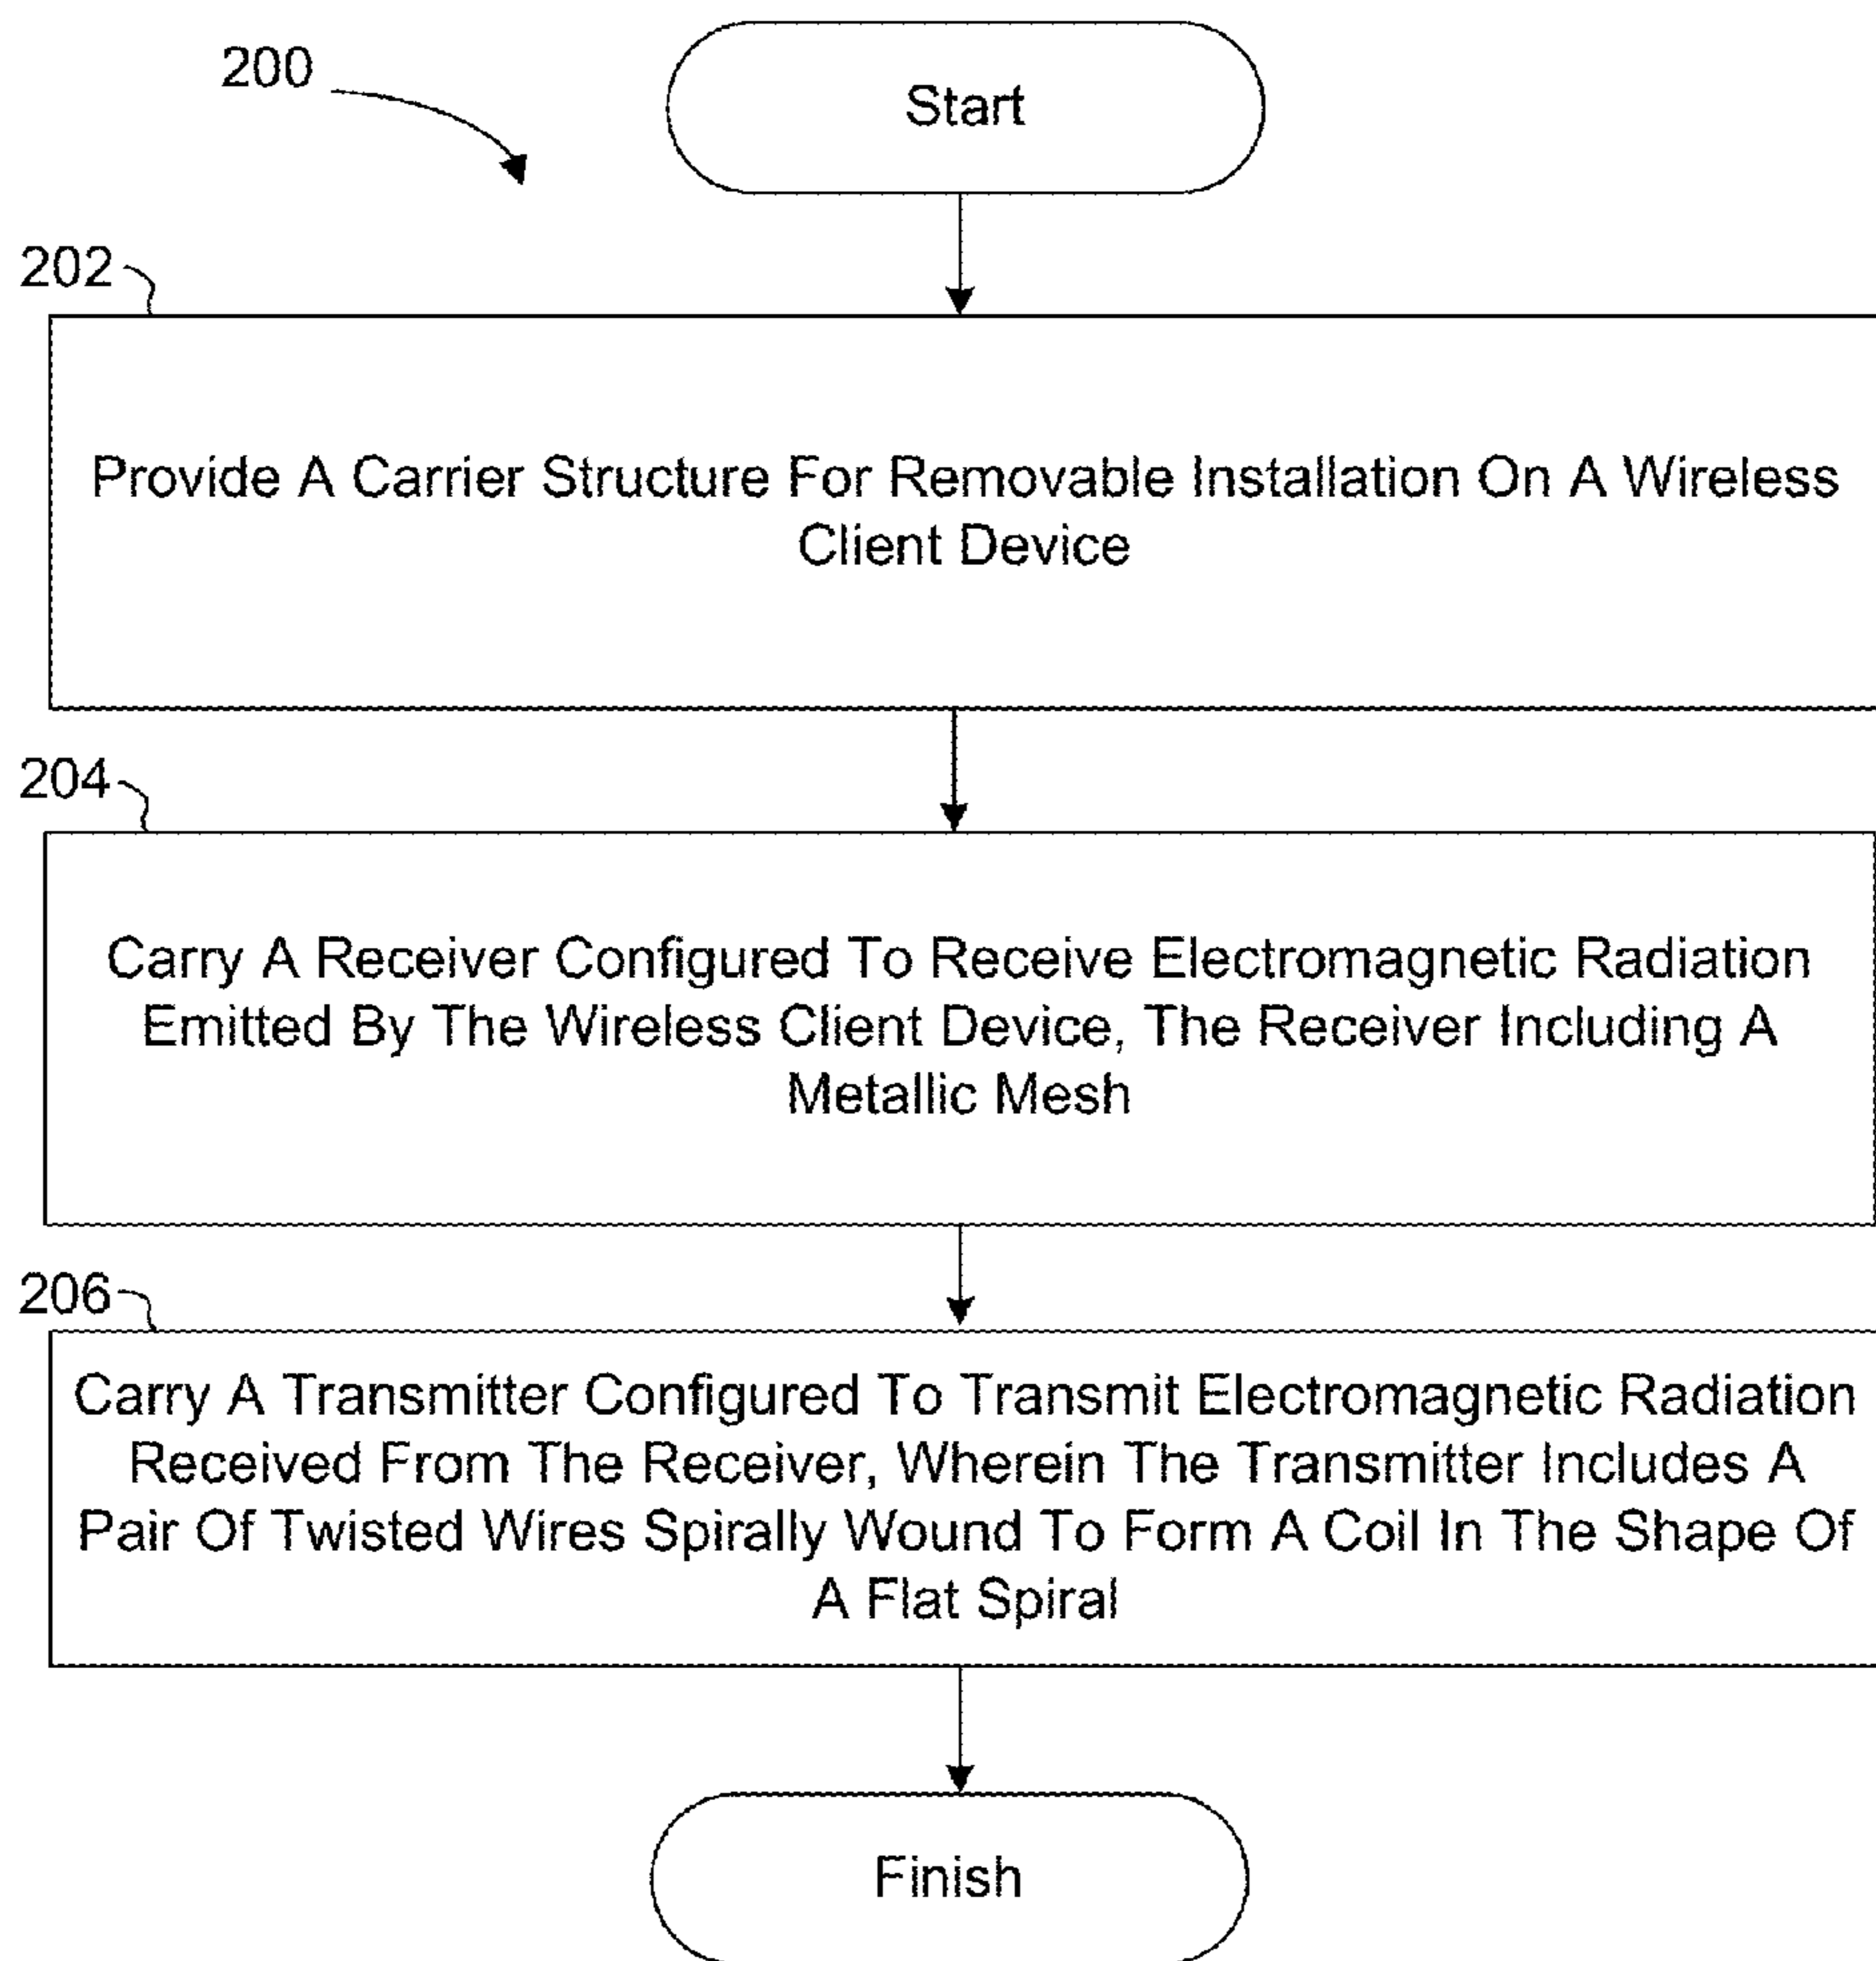 200
Start
202
Provide A Carrier Structure For Removable Installation On A Wireless
Client Device
204
Carry A Receiver Configured To Receive Electromagnetic Radiation
Emitted By The Wireless Client Device, The Receiver Including A
Metallic Mesh
206
Carry A Transmitter Configured To Transmit Electromagnetic Radiation
Received From The Receiver, Wherein The Transmitter Includes A
Pair Of Twisted Wires Spirally Wound To Form A Coil In The Shape Of
A Flat Spiral
Finish